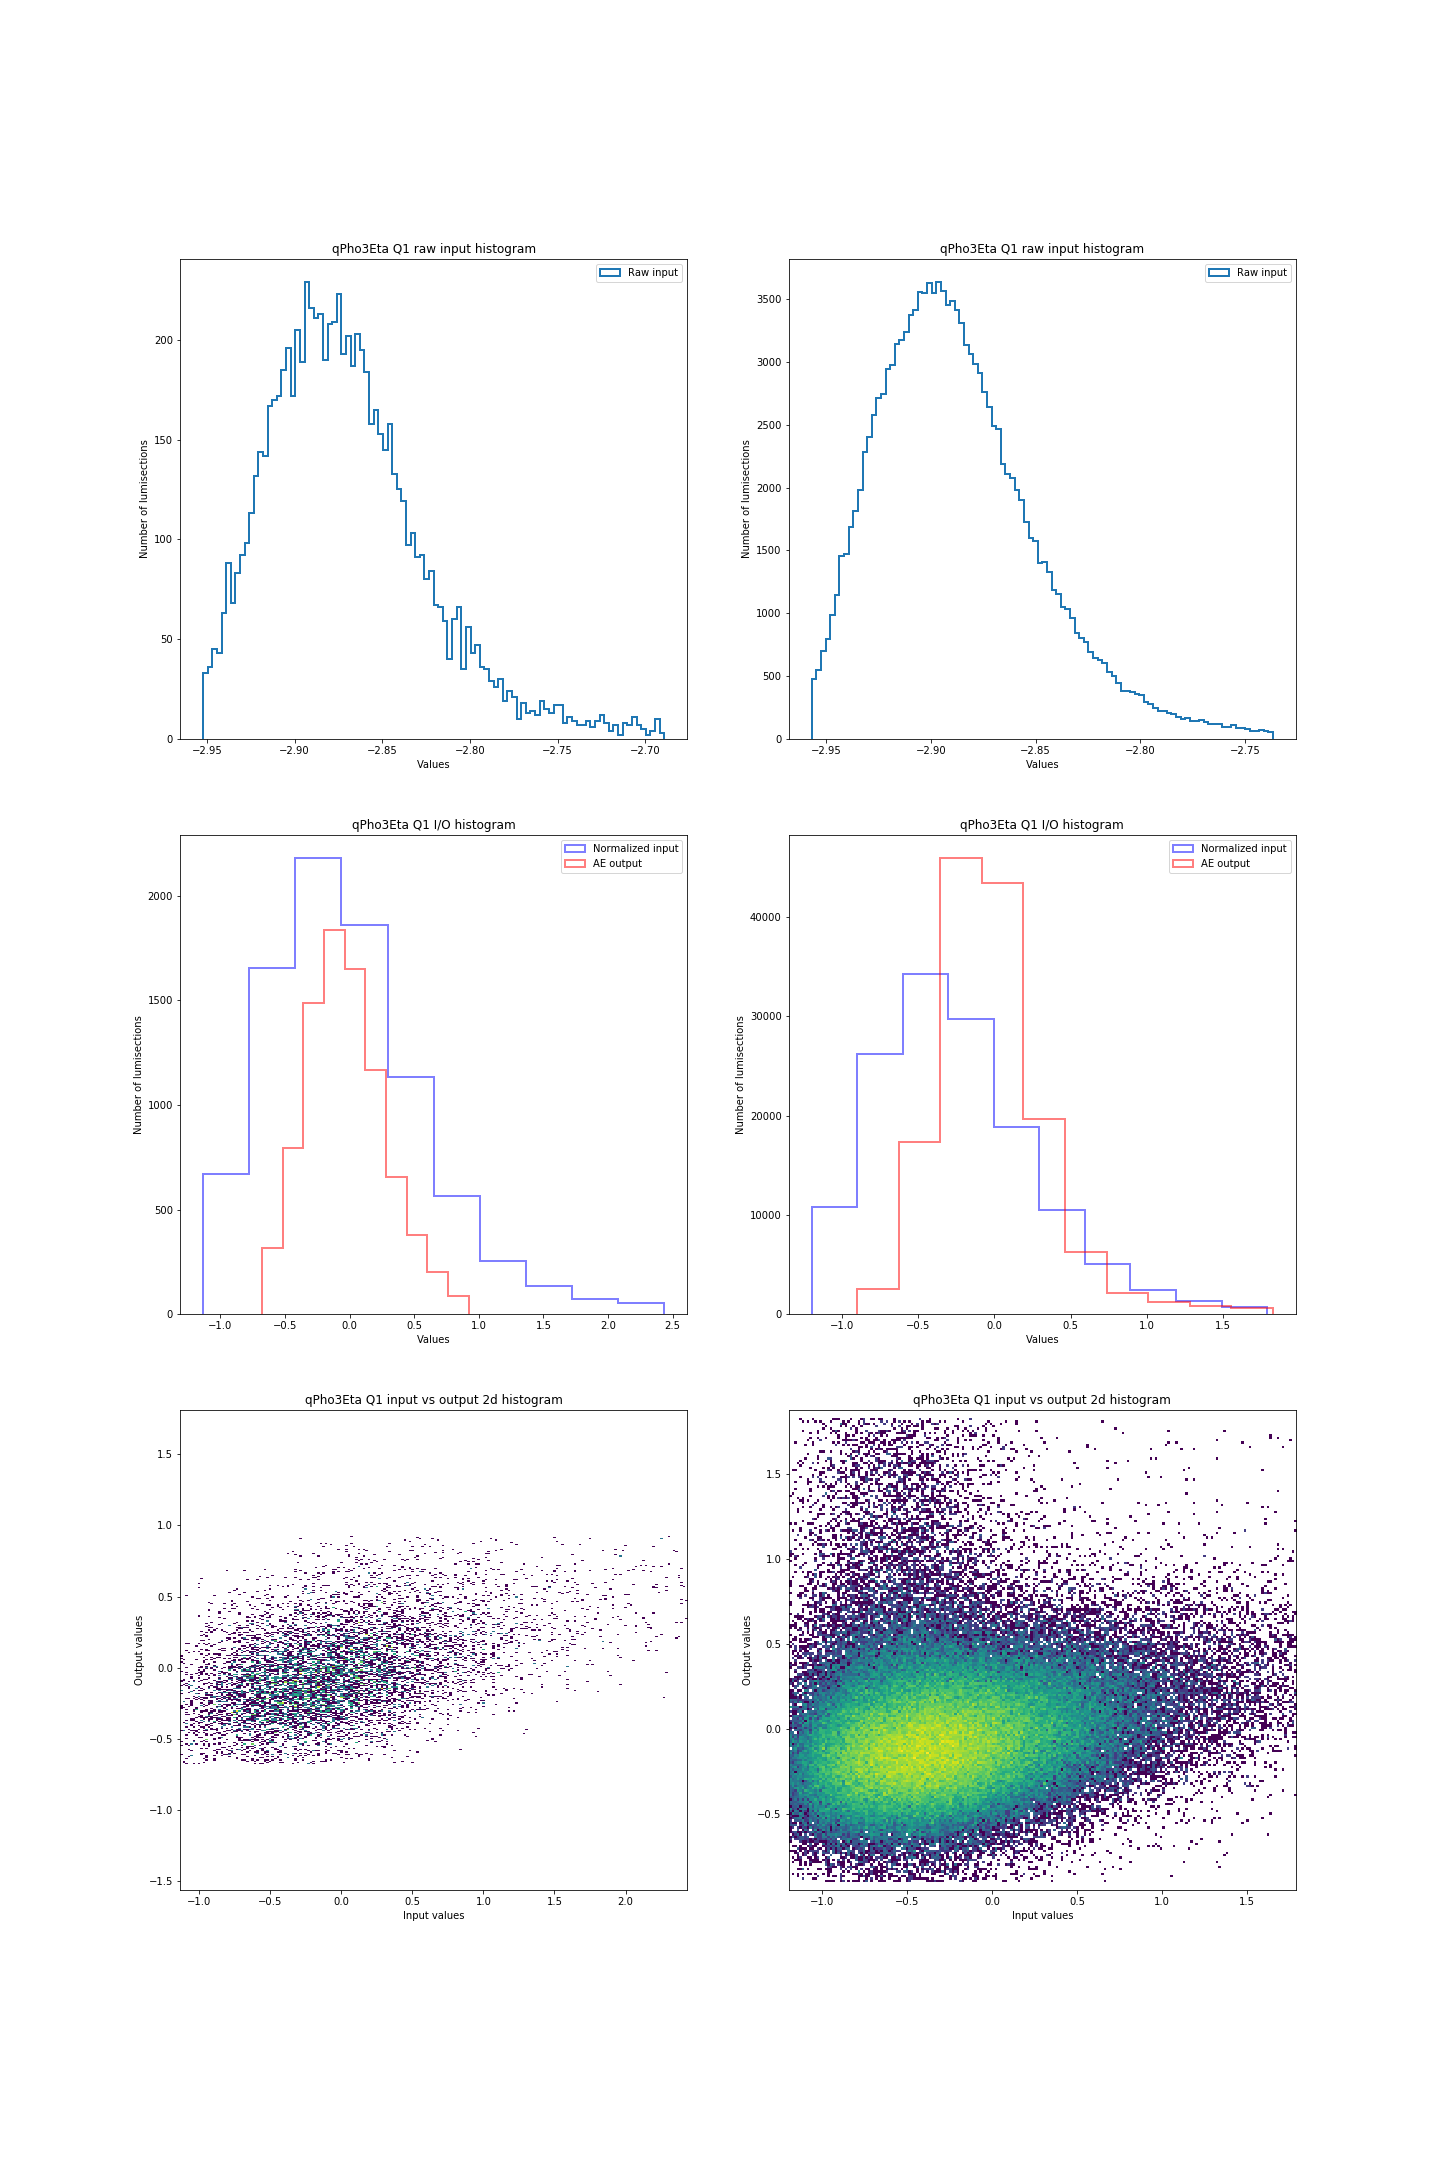 qPho3Eta Q1 raw input histogram
Raw input
Number of lumisections
200
150
100
50
0
−2.95 −2.90 −2.85 −2.80 −2.75 −2.70
Values
qPho3Eta Q1 raw input histogram
Raw input
Number of lumisections
3500
3000
2500
2000
1500
1000
500
0
−2.95 −2.90 −2.85 −2.80 −2.75
Values
qPho3Eta Q1 I/O histogram
Normalized input
AE output
Number of lumisections
2000
1500
1000
500
0
−1.0 −0.5 0.0 0.5 1.0 1.5 2.0 2.5
Values
qPho3Eta Q1 I/O histogram
Normalized input
AE output
Number of lumisections
40000
30000
20000
10000
0
−1.0 −0.5 0.0 0.5 1.0 1.5
Values
qPho3Eta Q1 input vs output 2d histogram
Output values
1.5
1.0
0.5
0.0
−0.5
−1.0
−1.5
−1.0 −0.5 0.0 0.5 1.0 1.5 2.0
Input values
qPho3Eta Q1 input vs output 2d histogram
Output values
1.5
1.0
0.5
0.0
−0.5
−1.0 −0.5 0.0 0.5 1.0 1.5
Input values